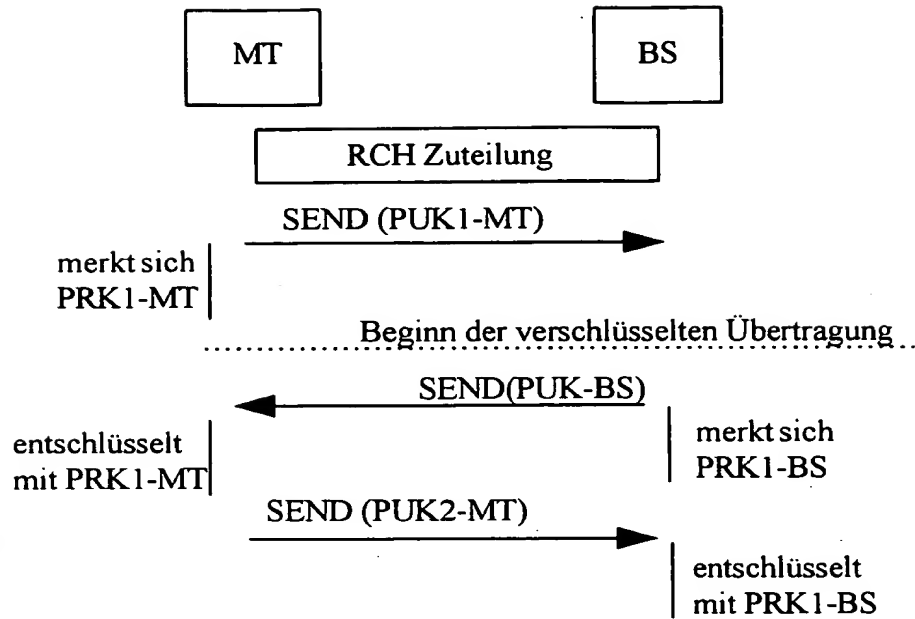 MT
BS
RCH Zuteilung
SEND (PUK1-MT)
merkt sich
PRK1-MT
Beginn der verschlüsselten Übertragung
SEND(PUK-BS)
entschlüsselt
mit PRK1-MT
merkt sich
PRK1-BS
SEND (PUK2-MT)
entschlüsselt
mit PRK1-BS